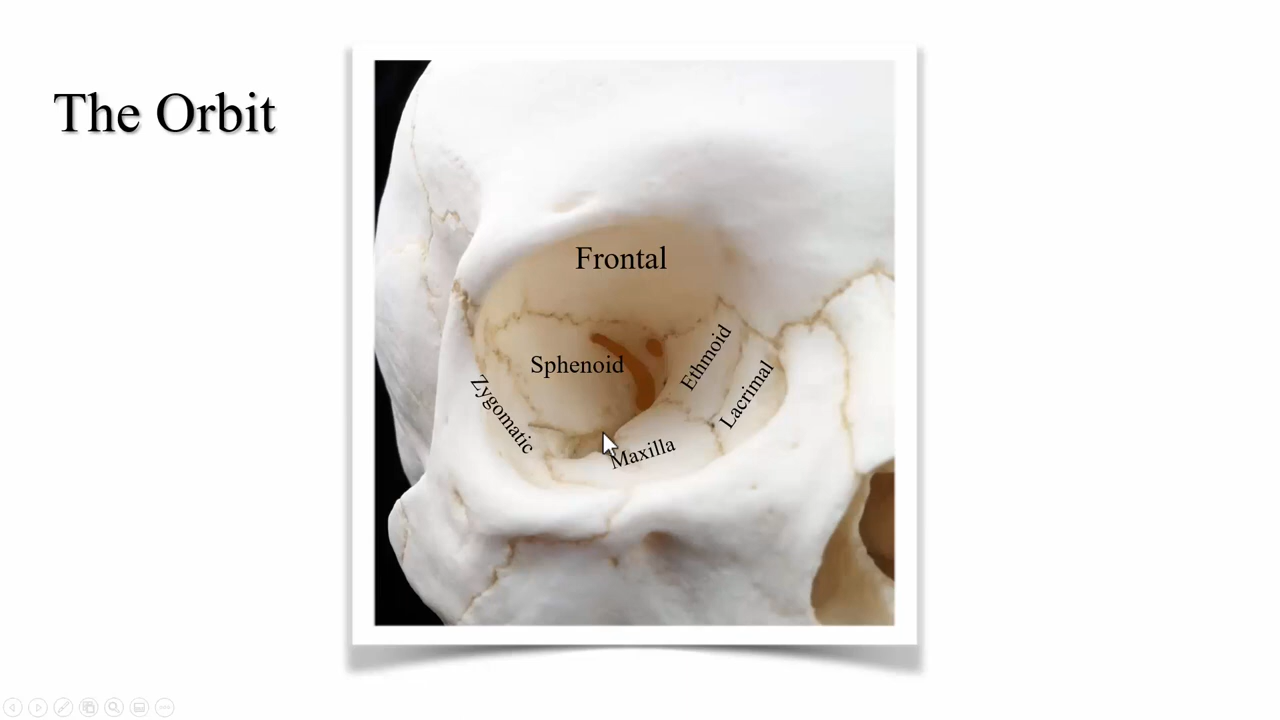 The Orbit
Frontal
Sphenoid
Ethmoid
Lacrimal
Zygomatic
Maxilla